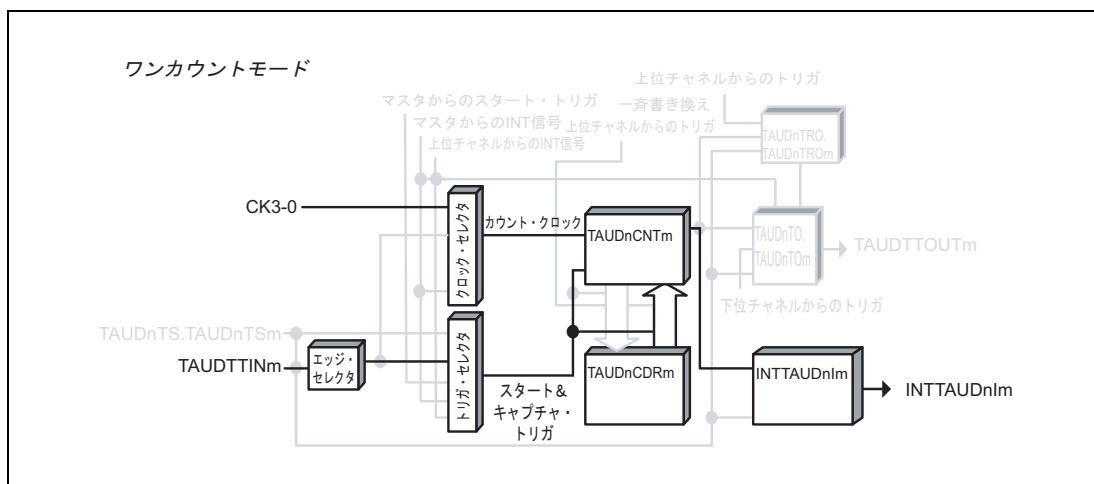 ワンカウントモード
上位チャネルからのトリガ
マスタからのスタート・トリガ
一斉書き換え
マスタからのINT信号
上位チャネルからのトリガ
上位チャネルからのINT信号
TAUDnTRO.
TAUDnTROm
CK3-0
クロック・セレクタ
カウント・クロック
TAUDnCNTm
TAUDnTO.
TAUDnTOm
TAUDTTOUTm
下位チャネルからのトリガ
TAUDnTS.TAUDnTSm
TAUDTTINm
エッジ・
セレクタ
トリガ・セレクタ
スタート&
キャプチャ・
トリガ
TAUDnCDRm
INTTAUDnIm
INTTAUDnIm